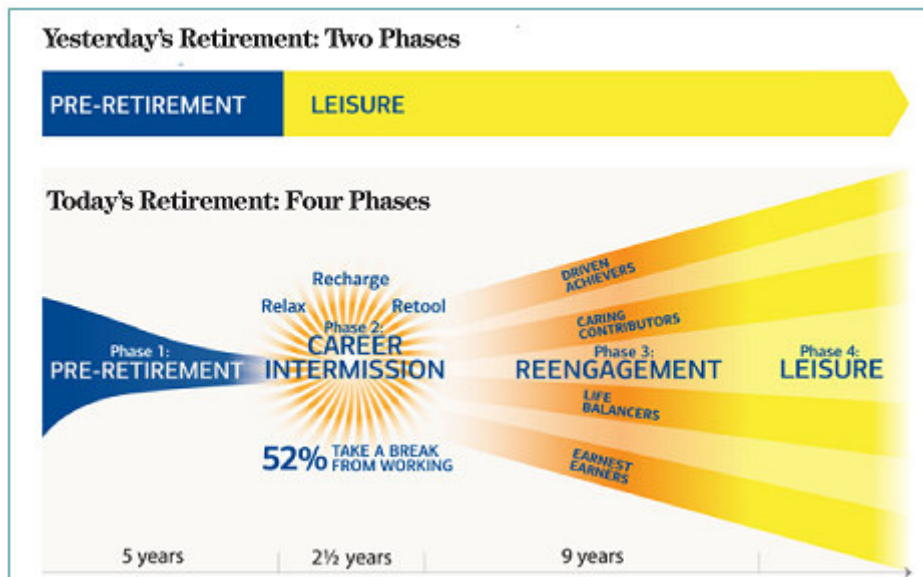 Yesterday's Retirement: Two Phases
PRE-RETIREMENT
LEISURE
Today's Retirement: Four Phases
Recharge
Relax
Retool
Phase 1:
PRE-RETIREMENT
Phase 2:
CAREER
INTERMISSION
52% TAKE A BREAK
FROM WORKING
DRIVEN
ACHIEVERS
CARING
CONTRIBUTORS
Phase 3:
REENGAGEMENT
LIFE
BALANCERS
EARNEST
EARNERS
Phase 4:
LEISURE
5 years
2½ years
9 years